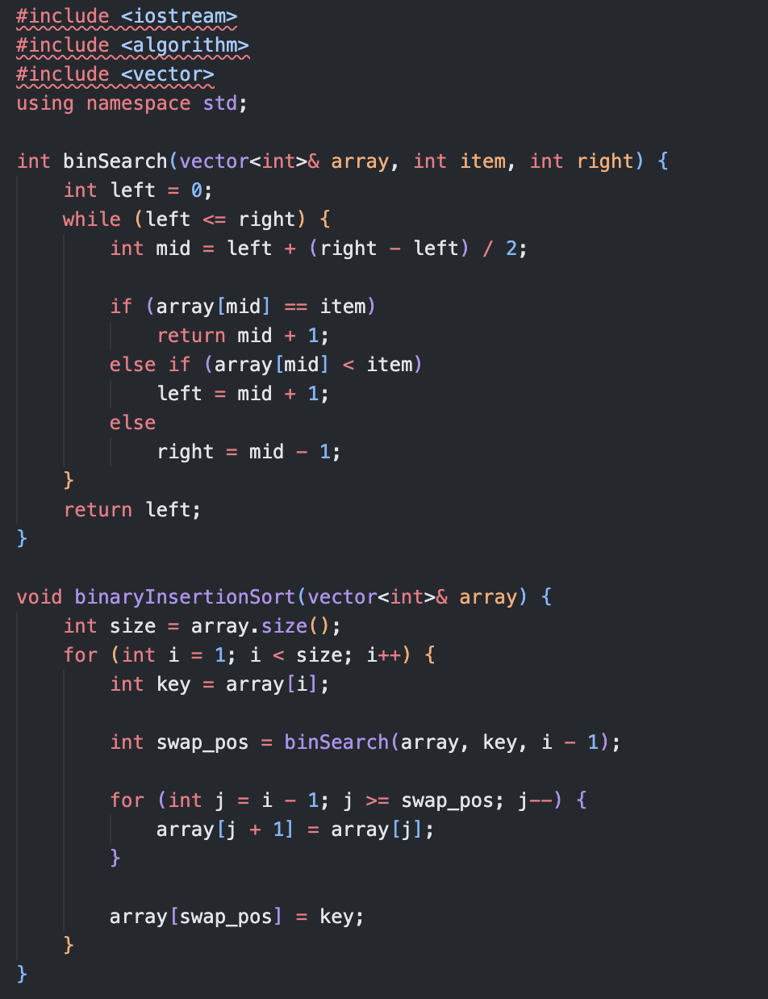 #include <iostream>
#include <algorithm>
#include <vector>
using namespace std;
int binSearch(vector<int>& array, int item, int right) {
    int left = 0;
    while (left <= right) {
        int mid = left + (right - left) / 2;
        if (array[mid] == item)
            return mid + 1;
        else if (array[mid] < item)
            left = mid + 1;
        else
            right = mid - 1;
    }
    return left;
}
void binaryInsertionSort(vector<int>& array) {
    int size = array.size();
    for (int i = 1; i < size; i++) {
        int key = array[i];
        int swap_pos = binSearch(array, key, i - 1);
        for (int j = i - 1; j >= swap_pos; j--) {
            array[j + 1] = array[j];
        }
        array[swap_pos] = key;
    }
}